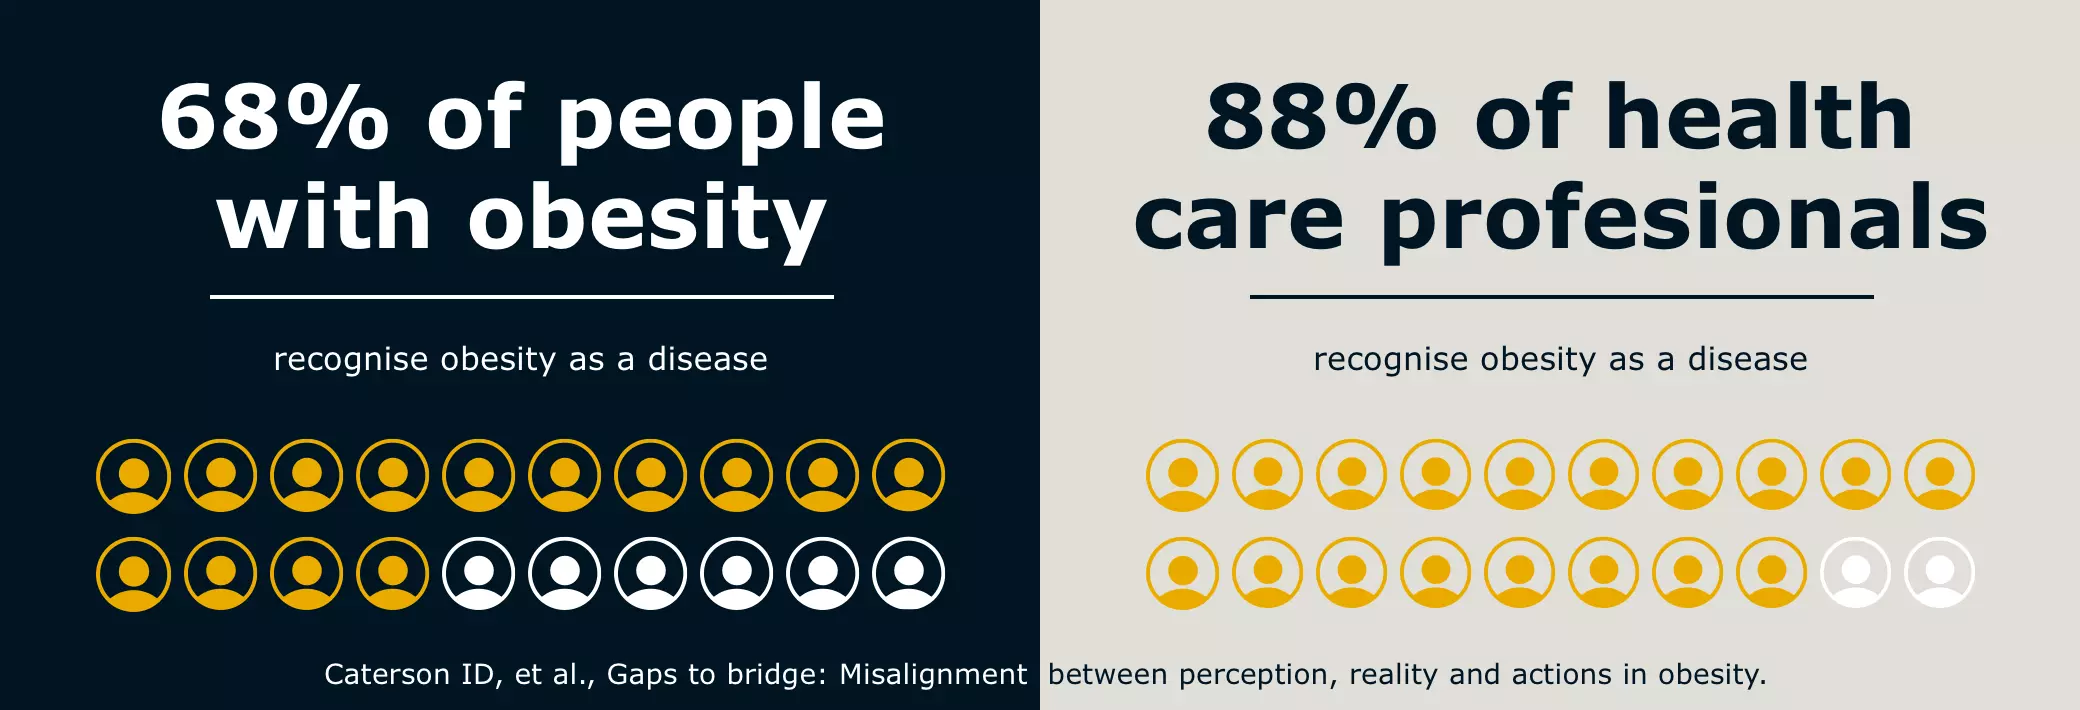 68% of people
with obesity
recognise obesity as a disease
88% of health
care profesionals
recognise obesity as a disease
Caterson ID, et al., Gaps to bridge: Misalignment between perception, reality and actions in obesity.